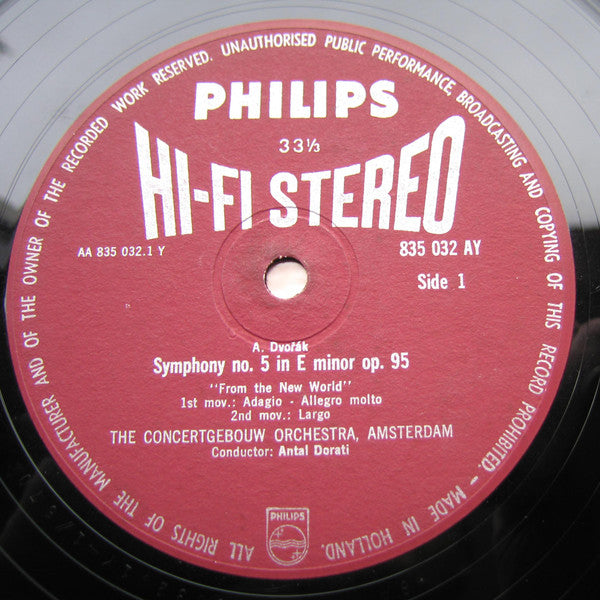 ALL RIGHTS OF THE MANUFACTURER AND OF THE OWNER OF THE RECORDED WORK RESERVED. UNAUTHORISED PUBLIC PERFORMANCE, BROADCASTING AND COPYING OF THIS RECORD PROHIBITED. - MADE IN HOLLAND.
PHILIPS
33⅓
HI-FI STEREO
AA 835 032.1 Y
835 032 AY
Side 1
A. Dvořák
Symphony no. 5 in E minor op. 95
"From the New World"
1st mov.: Adagio - Allegro molto
2nd mov.: Largo
THE CONCERTGEBOUW ORCHESTRA, AMSTERDAM
Conductor: Antal Dorati
PHILIPS